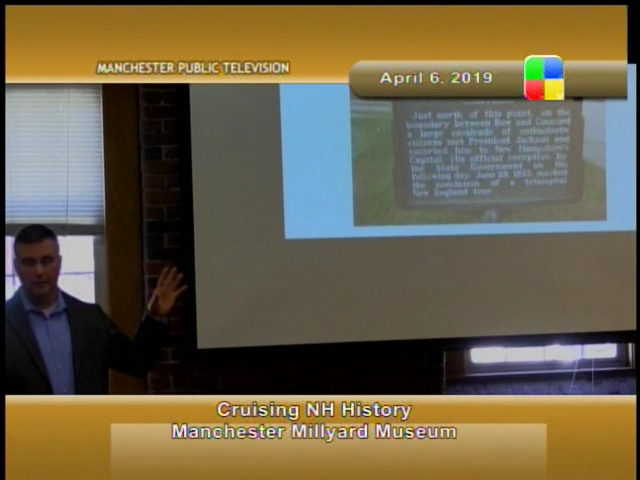 MANCHESTER PUBLIC TELEVISION
April 6, 2019
Just north of this point, on the
boundary between Bow and Concord
a large cavalcade of enthusiastic
citizens met President Jackson and
escorted him to New Hampshire's
Capital. His official reception by
the State Government on the
following day, June 29, 1833, marked
the conclusion of a triumphal
New England tour.
Cruising NH History
Manchester Millyard Museum